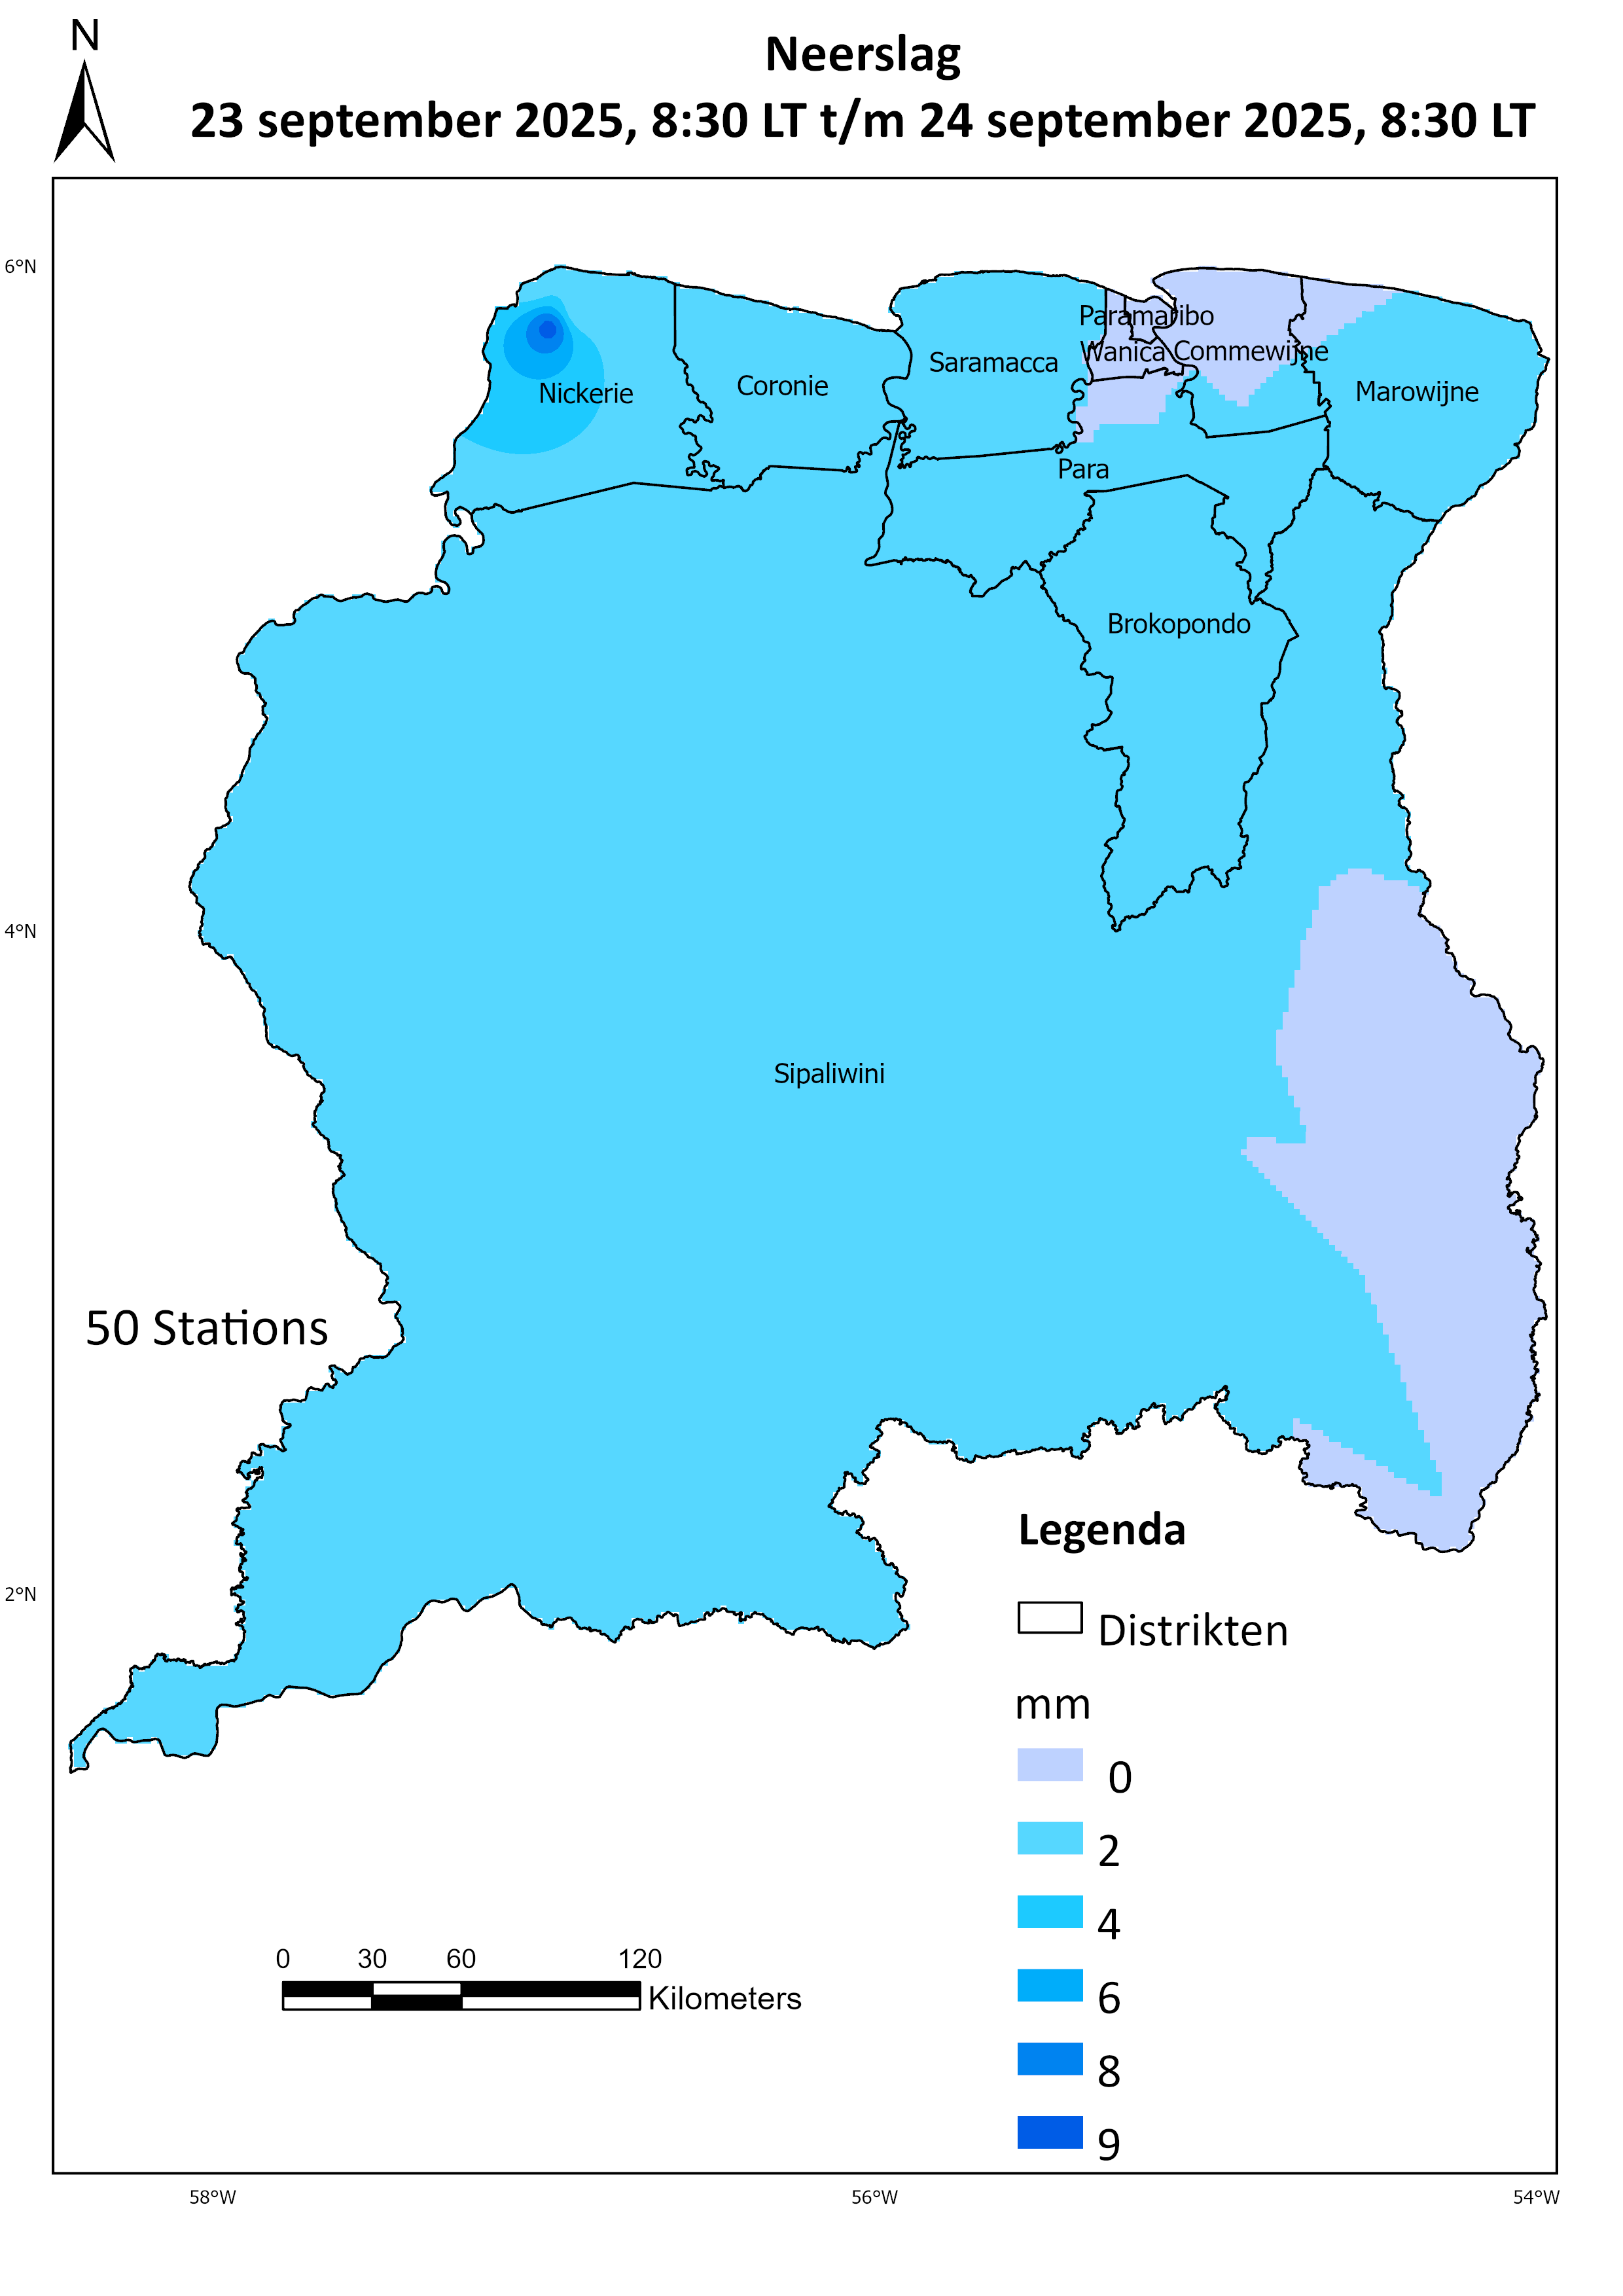 N
Neerslag
23 september 2025, 8:30 LT t/m 24 september 2025, 8:30 LT
6°N
Paramaribo
Wanica
Commewijne
Saramacca
Coronie
Nickerie
Marowijne
Para
Brokopondo
4°N
Sipaliwini
50 Stations
Legenda
2°N
Distrikten
mm
0
2
4
6
8
9
0 30 60 120
Kilometers
58°W 56°W 54°W